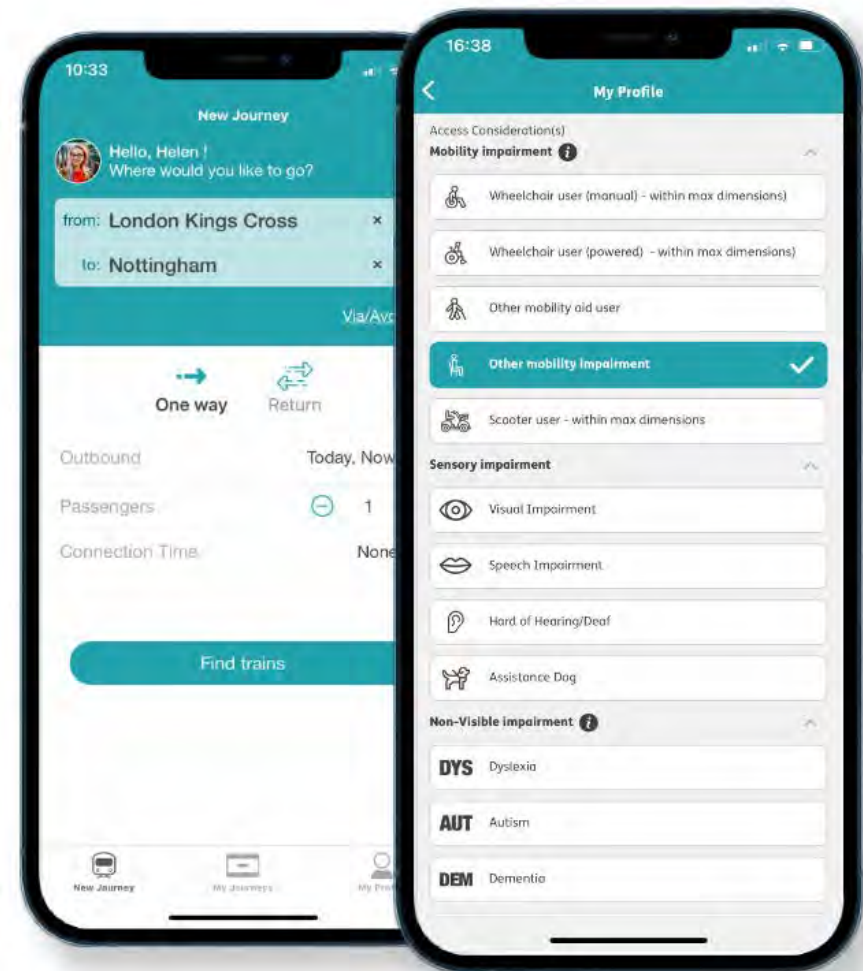 10:33
New Journey
Hello, Helen !
Where would you like to go?
from: London Kings Cross ×
to: Nottingham ×
Via/Avo
One way
Return
Outbound
Today, Now
Passengers
1
Connection Time
None
Find trains
New Journey
My Journeys
My Prof
16:38
My Profile
Access Consideration(s)
Mobility impairment i
Wheelchair user (manual) - within max dimensions)
Wheelchair user (powered) - within max dimensions)
Other mobility aid user
Other mobility impairment
Scooter user - within max dimensions
Sensory impairment
Visual Impairment
Speech Impairment
Hard of Hearing/Deaf
Assistance Dog
Non-Visible impairment i
DYS Dyslexia
AUT Autism
DEM Dementia